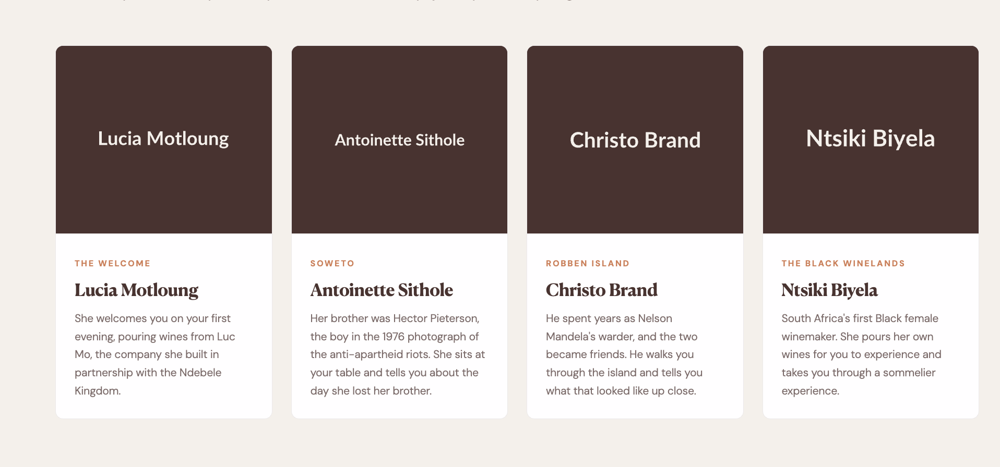 Lucia Motloung
THE WELCOME
Lucia Motloung
She welcomes you on your first
evening, pouring wines from Luc
Mo, the company she built in
partnership with the Ndebele
Kingdom.
Antoinette Sithole
SOWETO
Antoinette Sithole
Her brother was Hector Pieterson,
the boy in the 1976 photograph of
the anti-apartheid riots. She sits at
your table and tells you about the
day she lost her brother.
Christo Brand
ROBBEN ISLAND
Christo Brand
He spent years as Nelson
Mandela's warder, and the two
became friends. He walks you
through the island and tells you
what that looked like up close.
Ntsiki Biyela
THE BLACK WINELANDS
Ntsiki Biyela
South Africa's first Black female
winemaker. She pours her own
wines for you to experience and
takes you through a sommelier
experience.